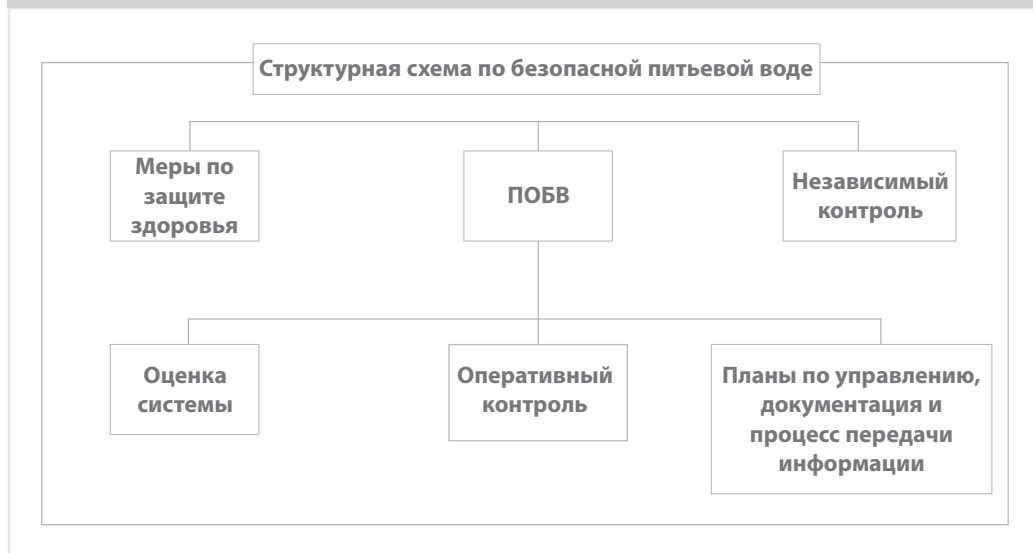 Структурная схема по безопасной питьевой воде
Меры по
защите
здоровья
ПОБВ
Независимый
контроль
Оценка
системы
Оперативный
контроль
Планы по управлению,
документация и
процесс передачи
информации